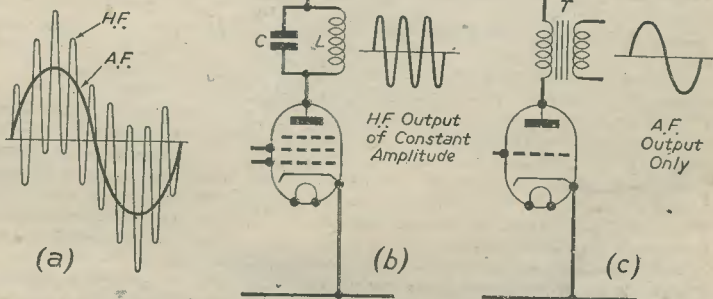 H.F.
A.F.
(a)
C
L
H.F. Output
of Constant
Amplitude
(b)
T
A.F.
Output
Only
(c)